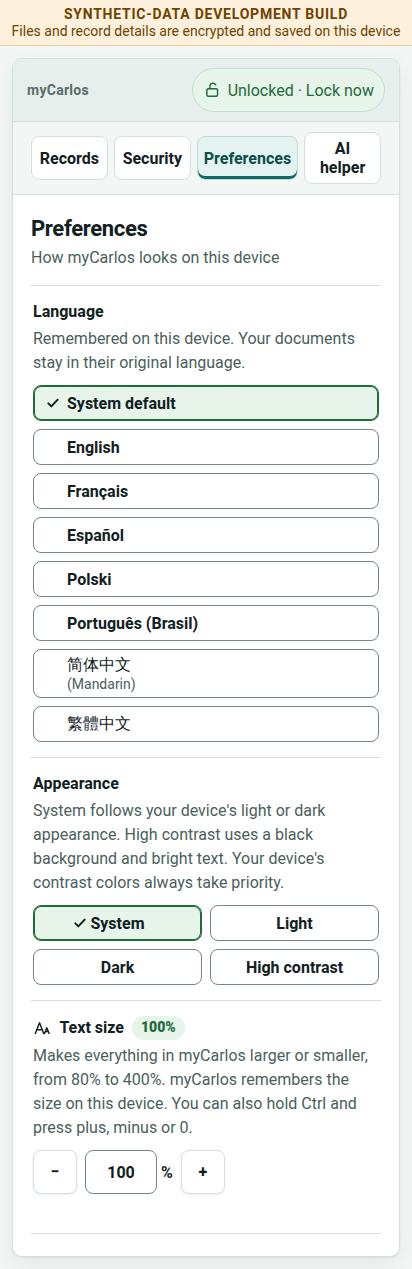 SYNTHETIC-DATA DEVELOPMENT BUILD
Files and record details are encrypted and saved on this device
myCarlos
Unlocked · Lock now
Records
Security
Preferences
AI
helper
Preferences
How myCarlos looks on this device
Language
Remembered on this device. Your documents
stay in their original language.
System default
English
Français
Español
Polski
Português (Brasil)
简体中文
(Mandarin)
繁體中文
Appearance
System follows your device's light or dark
appearance. High contrast uses a black
background and bright text. Your device's
contrast colors always take priority.
System
Light
Dark
High contrast
Text size 100%
Makes everything in myCarlos larger or smaller,
from 80% to 400%. myCarlos remembers the
size on this device. You can also hold Ctrl and
press plus, minus or 0.
− 100 % +